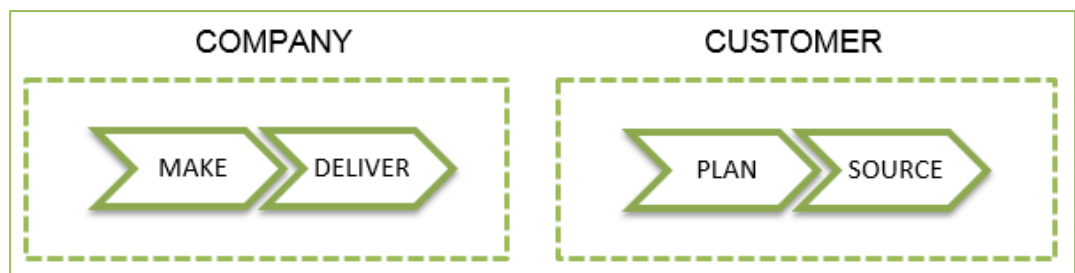 COMPANY
CUSTOMER
MAKE
DELIVER
PLAN
SOURCE